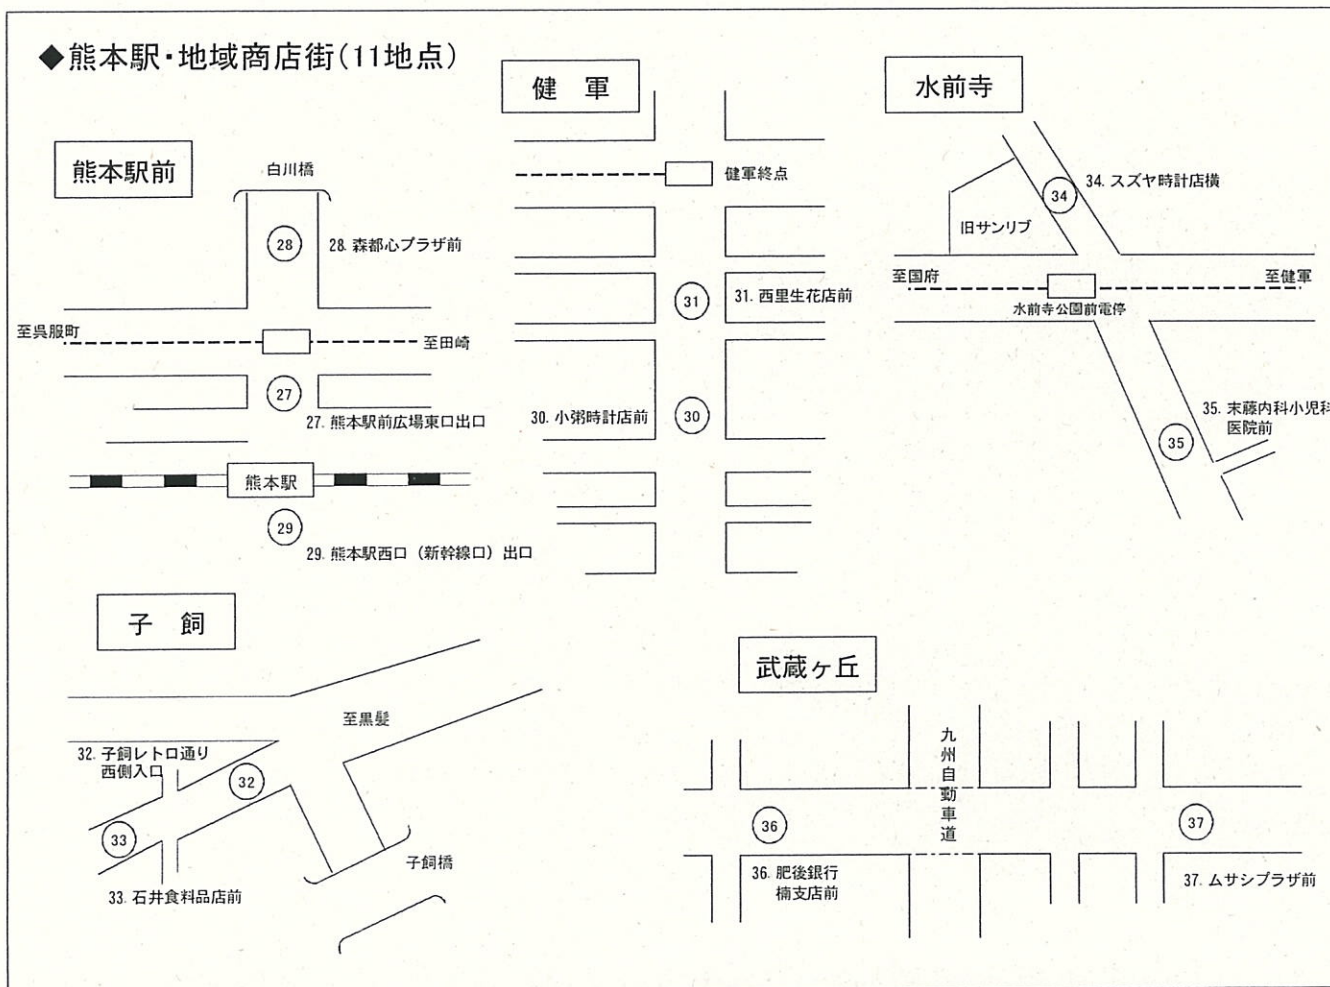 ◆熊本駅・地域商店街(11地点)
熊本駅前
白川橋
28
28. 森都心プラザ前
至呉服町
至田崎
27
27. 熊本駅前広場東口出口
熊本駅
29
29. 熊本駅西口（新幹線口）出口
健 軍
健軍終点
31
31. 西里生花店前
30. 小粥時計店前
30
水前寺
34. スズヤ時計店横
34
旧サンリブ
至国府
至健軍
水前寺公園前電停
35. 末藤内科小児科
医院前
35
子 飼
至黒髪
32. 子飼レトロ通り
西側入口
32
33
子飼橋
33. 石井食料品店前
武蔵ヶ丘
九州自動車道
36
37
36. 肥後銀行
楠支店前
37. ムサシプラザ前